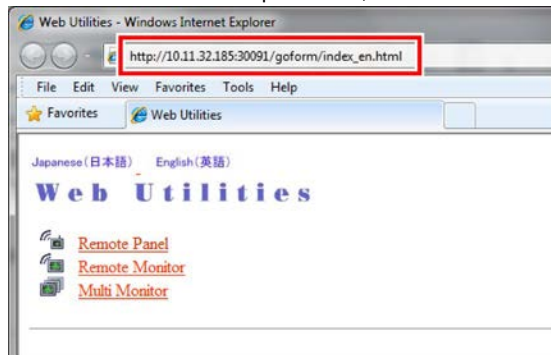 Web Utilities - Windows Internet Explorer
http://10.11.32.185:30091/goform/index_en.html
File Edit View Favorites Tools Help
Favorites Web Utilities
Japanese(日本語) English(英語)
Web Utilities
Remote Panel
Remote Monitor
Multi Monitor